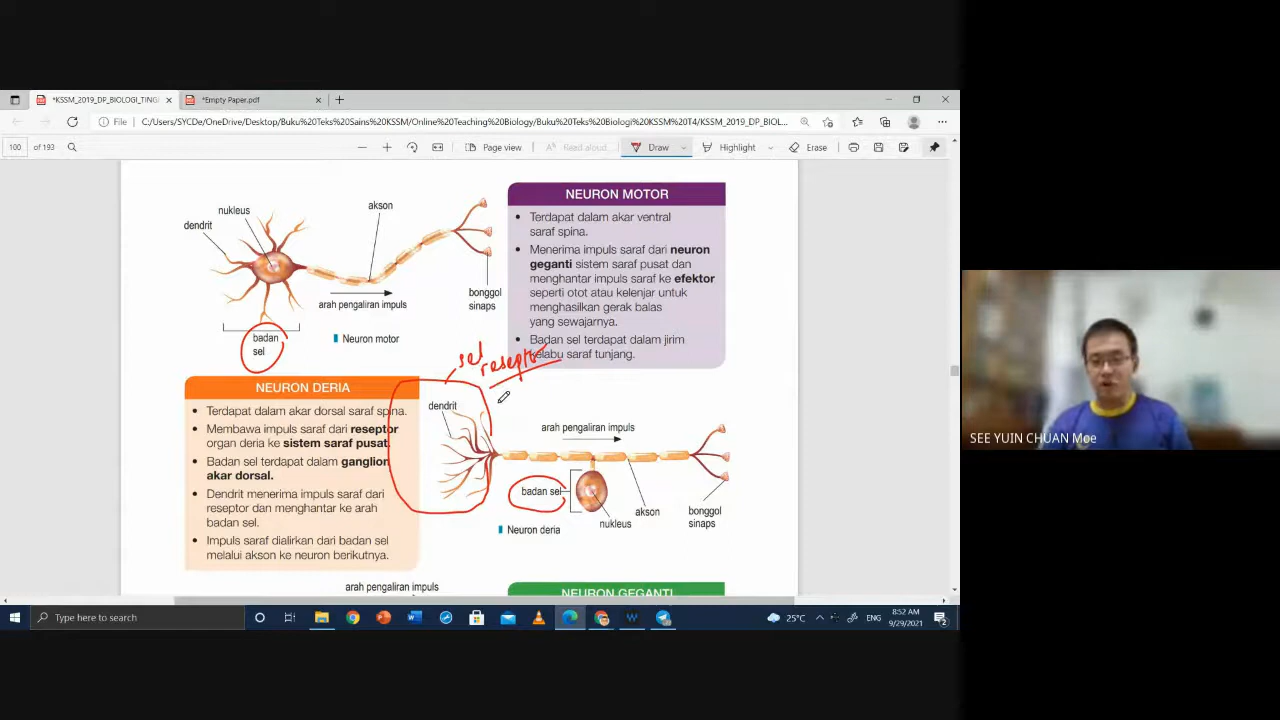 *KSSM_2019_DP_BIOLOGI_TINGI
*Empty Paper.pdf
File
C:/Users/SYCDe/OneDrive/Desktop/Buku%20Teks%20Sains%20KSSM/Online%20Teaching%20Biology/Buku%20Teks%20Biologi%20KSSM%20T4/KSSM_2019_DP_BIOL...
100 of 193
Page view
Read aloud
Draw
Highlight
Erase
nukleus
dendrit
akson
arah pengaliran impuls
bonggol
sinaps
badan
sel
Neuron motor
NEURON MOTOR
• Terdapat dalam akar ventral
saraf spina.
• Menerima impuls saraf dari neuron
geganti sistem saraf pusat dan
menghantar impuls saraf ke efektor
seperti otot atau kelenjar untuk
menghasilkan gerak balas
yang sewajarnya.
• Badan sel terdapat dalam jirim
kelabu saraf tunjang.
sel
reseptor
NEURON DERIA
• Terdapat dalam akar dorsal saraf spina.
• Membawa impuls saraf dari reseptor
organ deria ke sistem saraf pusat.
• Badan sel terdapat dalam ganglion
akar dorsal.
• Dendrit menerima impuls saraf dari
reseptor dan menghantar ke arah
badan sel.
• Impuls saraf dialirkan dari badan sel
melalui akson ke neuron berikutnya.
dendrit
arah pengaliran impuls
badan sel
nukleus
akson
bonggol
sinaps
Neuron deria
arah pengaliran impuls
NEURON GEGANTI
SEE YUIN CHUAN Moe
Type here to search
25°C
ENG
8:52 AM
9/29/2021
2